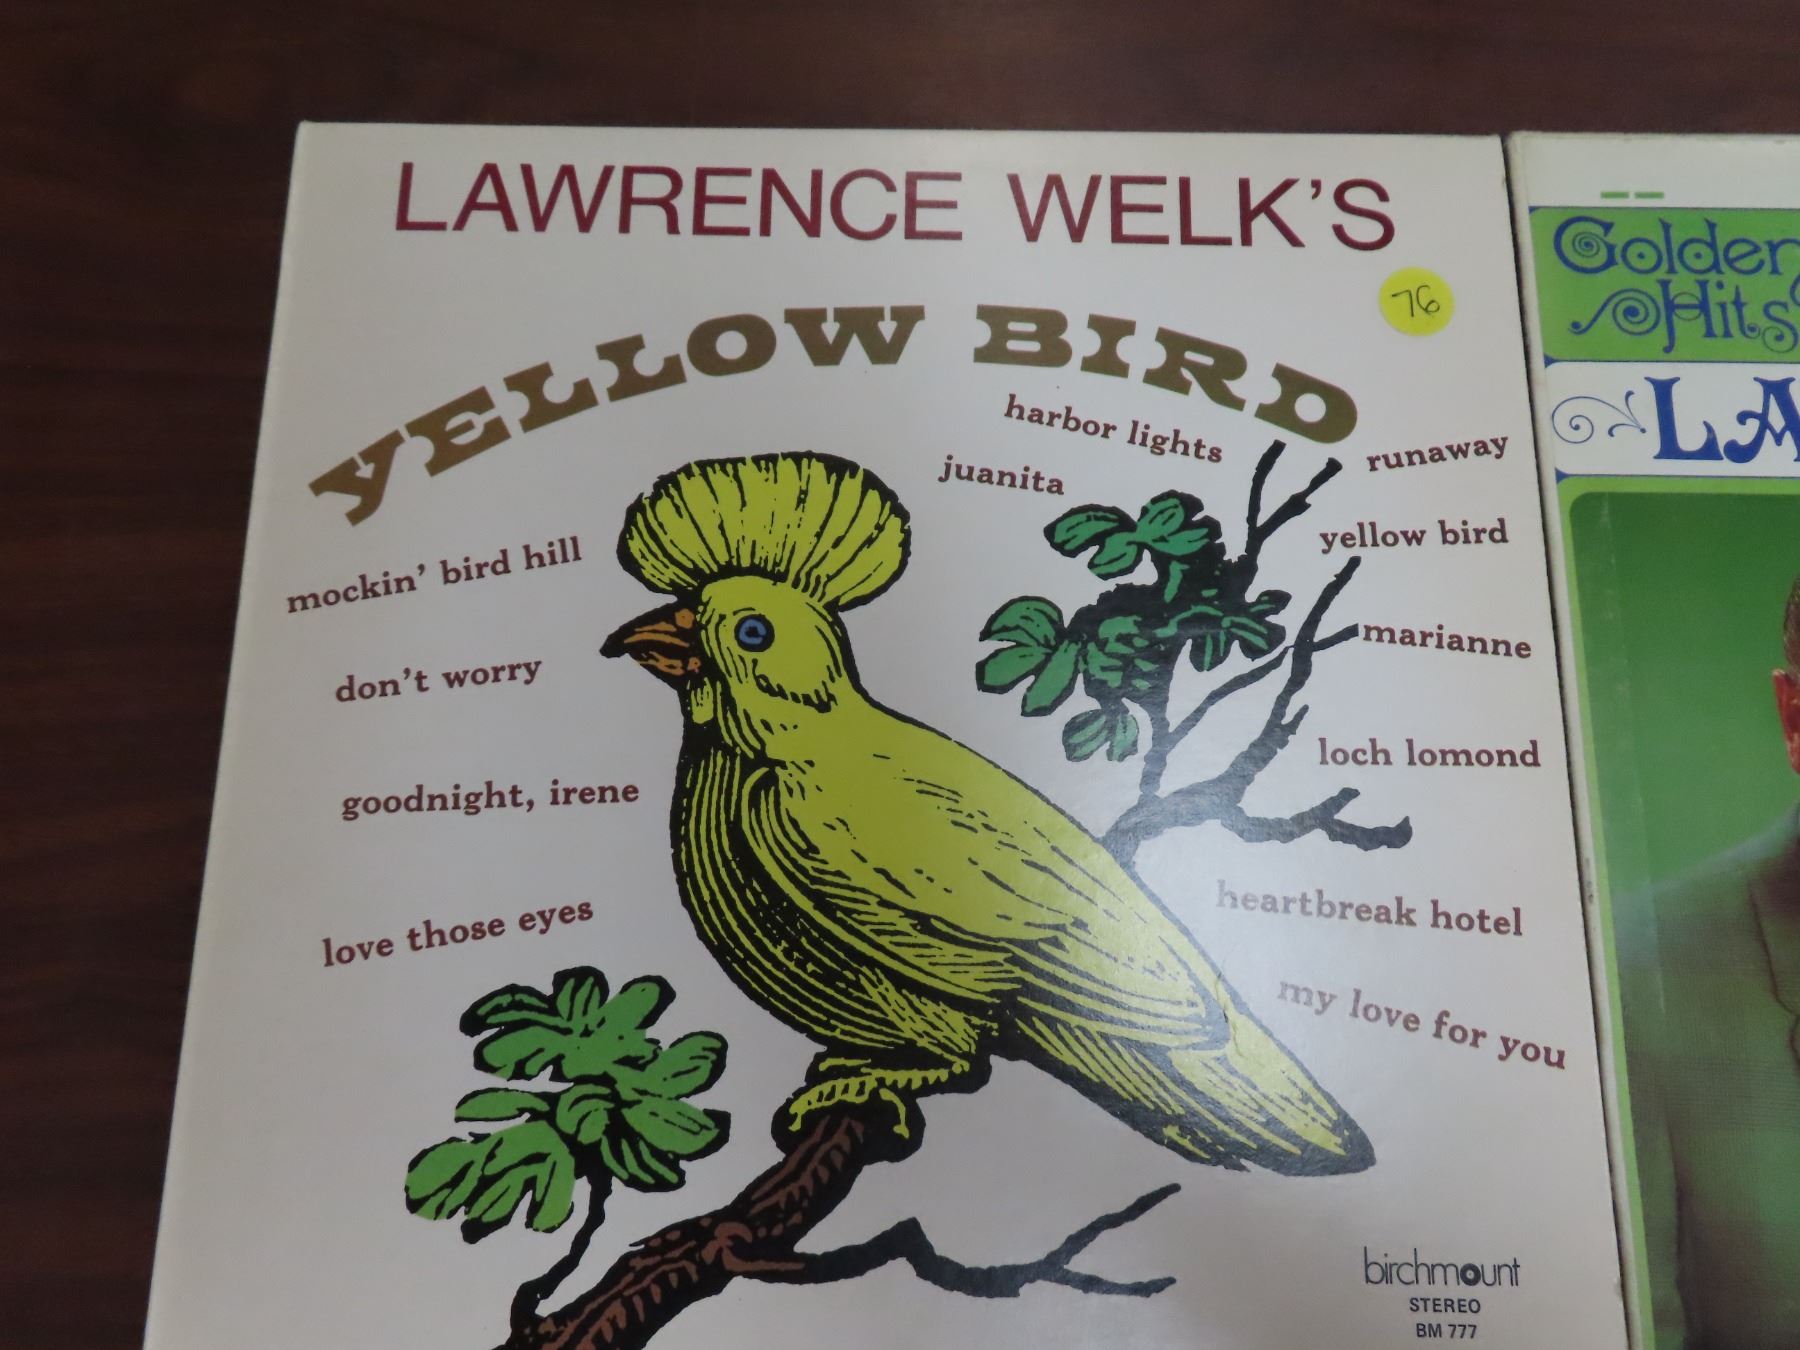 LAWRENCE WELK'S
76
YELLOW BIRD
harbor lights
juanita
runaway
yellow bird
mockin' bird hill
marianne
don't worry
loch lomond
goodnight, irene
heartbreak hotel
love those eyes
my love for you
birchmount
STEREO
BM 777
Golden
Hits
LA